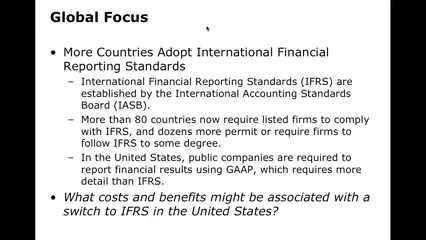 Global Focus
• More Countries Adopt International Financial
Reporting Standards
– International Financial Reporting Standards (IFRS) are
established by the International Accounting Standards
Board (IASB).
– More than 80 countries now require listed firms to comply
with IFRS, and dozens more permit or require firms to
follow IFRS to some degree.
– In the United States, public companies are required to
report financial results using GAAP, which requires more
detail than IFRS.
• What costs and benefits might be associated with a
switch to IFRS in the United States?